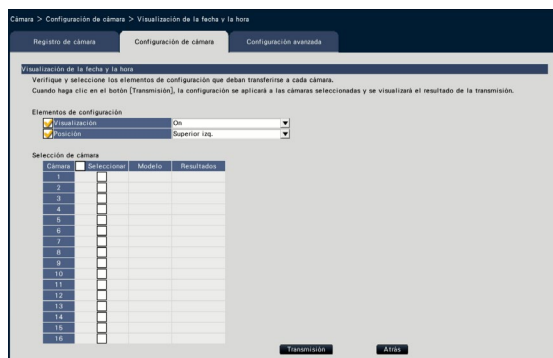 Cámara > Configuración de cámara > Visualización de la fecha y la hora
Registro de cámara Configuración de cámara Configuración avanzada
Visualización de la fecha y la hora
Verifique y seleccione los elementos de configuración que deban transferirse a cada cámara.
Cuando haga clic en el botón [Transmisión], la configuración se aplicará a las cámaras seleccionadas y se visualizará el resultado de la transmisión.
Elementos de configuración
Visualización On
Posición Superior izq.
Selección de cámara
Cámara Seleccionar Modelo Resultados
1
2
3
4
5
6
7
8
9
10
11
12
13
14
15
16
Transmisión Atrás